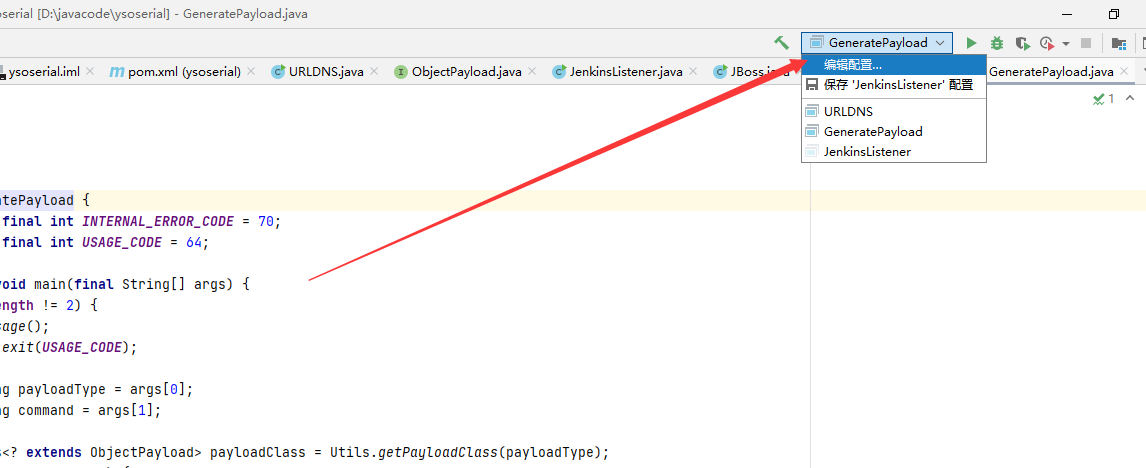 oserial [D:\javacode\ysoserial] - GeneratePayload.java
GeneratePayload
ysoserial.iml
pom.xml (ysoserial)
URLDNS.java
ObjectPayload.java
JenkinsListener.java
JBoss.java
GeneratePayload.java
编辑配置...
保存 'JenkinsListener' 配置
URLDNS
GeneratePayload
JenkinsListener
1
atePayload {
final int INTERNAL_ERROR_CODE = 70;
final int USAGE_CODE = 64;
void main(final String[] args) {
ength != 2) {
sage();
exit(USAGE_CODE);
ng payloadType = args[0];
ng command = args[1];
s<? extends ObjectPayload> payloadClass = Utils.getPayloadClass(payloadType);